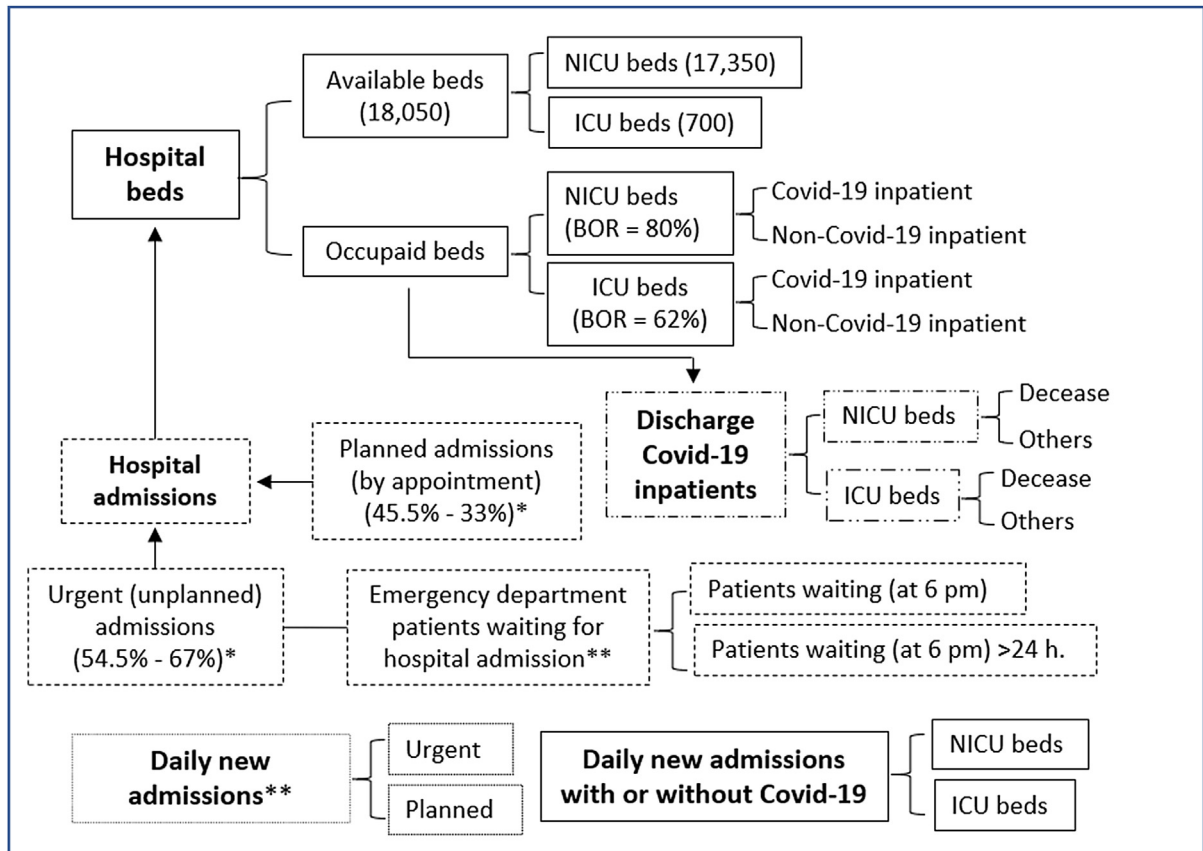 Hospital
beds
Available beds
(18,050)
NICU beds (17,350)
ICU beds (700)
Occupaid beds
NICU beds
(BOR = 80%)
Covid-19 inpatient
Non-Covid-19 inpatient
ICU beds
(BOR = 62%)
Covid-19 inpatient
Non-Covid-19 inpatient
Discharge
Covid-19
inpatients
NICU beds
Decease
Others
ICU beds
Decease
Others
Hospital
admissions
Planned admissions
(by appointment)
(45.5% - 33%)*
Urgent (unplanned)
admissions
(54.5% - 67%)*
Emergency department
patients waiting for
hospital admission**
Patients waiting (at 6 pm)
Patients waiting (at 6 pm) >24 h.
Daily new
admissions**
Urgent
Planned
Daily new admissions
with or without Covid-19
NICU beds
ICU beds